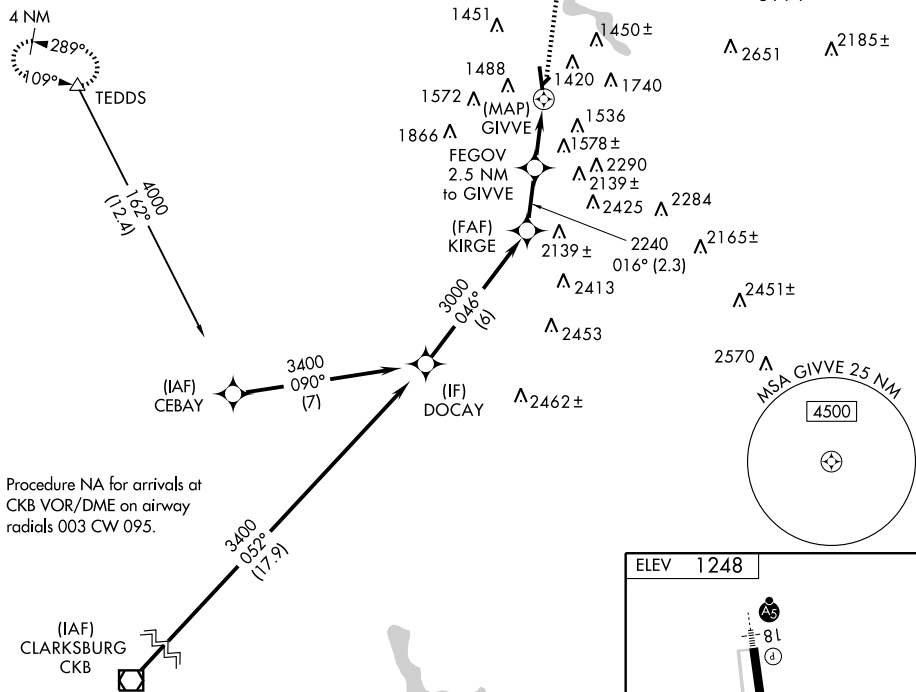 4 NM
289°
109°
TEDDS
4000
162°
(12.4)
1451
1450±
2651
2185±
1488
1420
1740
1572
(MAP)
GIVVE
1536
1866
1578±
FEGOV
2.5 NM
to GIVVE
2290
2139±
2425
2284
(FAF)
KIRGE
2139±
2240
016° (2.3)
2165±
2413
2451±
3000
046°
(6)
2453
2570
3400
090°
(7)
(IAF)
CEBAY
(IF)
DOCAY
2462±
MSA GIVVE 25 NM
4500
Procedure NA for arrivals at
CKB VOR/DME on airway
radials 003 CW 095.
3400
052°
(17.9)
(IAF)
CLARKSBURG
CKB
ELEV 1248
A5
18
P